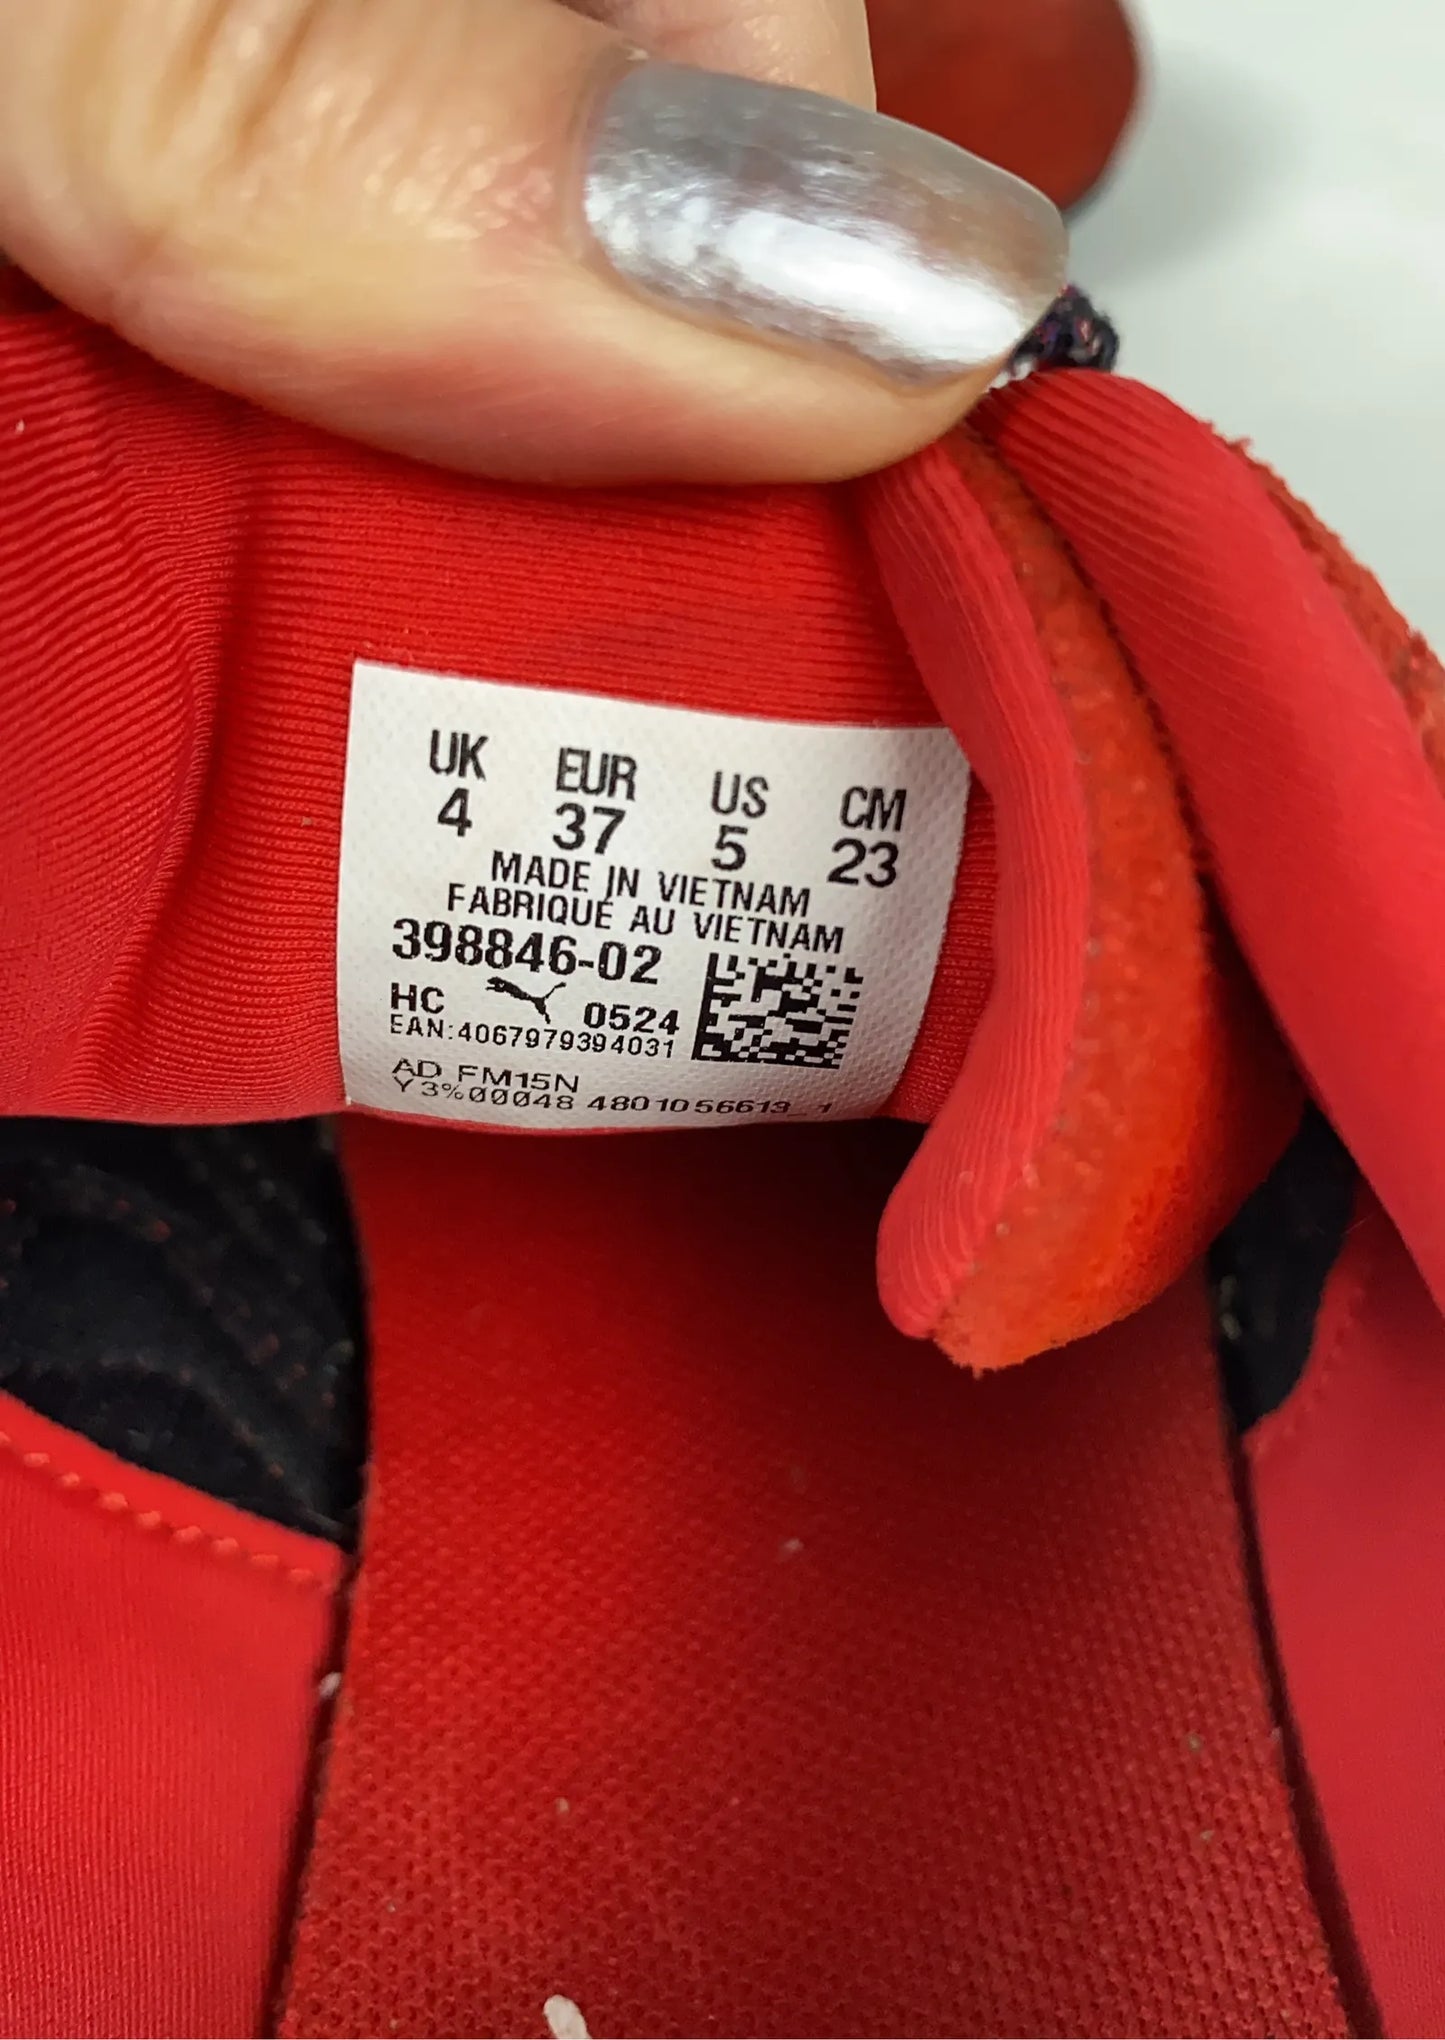 UK EUR US CM
4 37 5 23
MADE IN VIETNAM
FABRIQUÉ AU VIETNAM
398846-02
HC 0524
EAN:4067979394031
AD FM15N
Y3%00048 4801056613_1